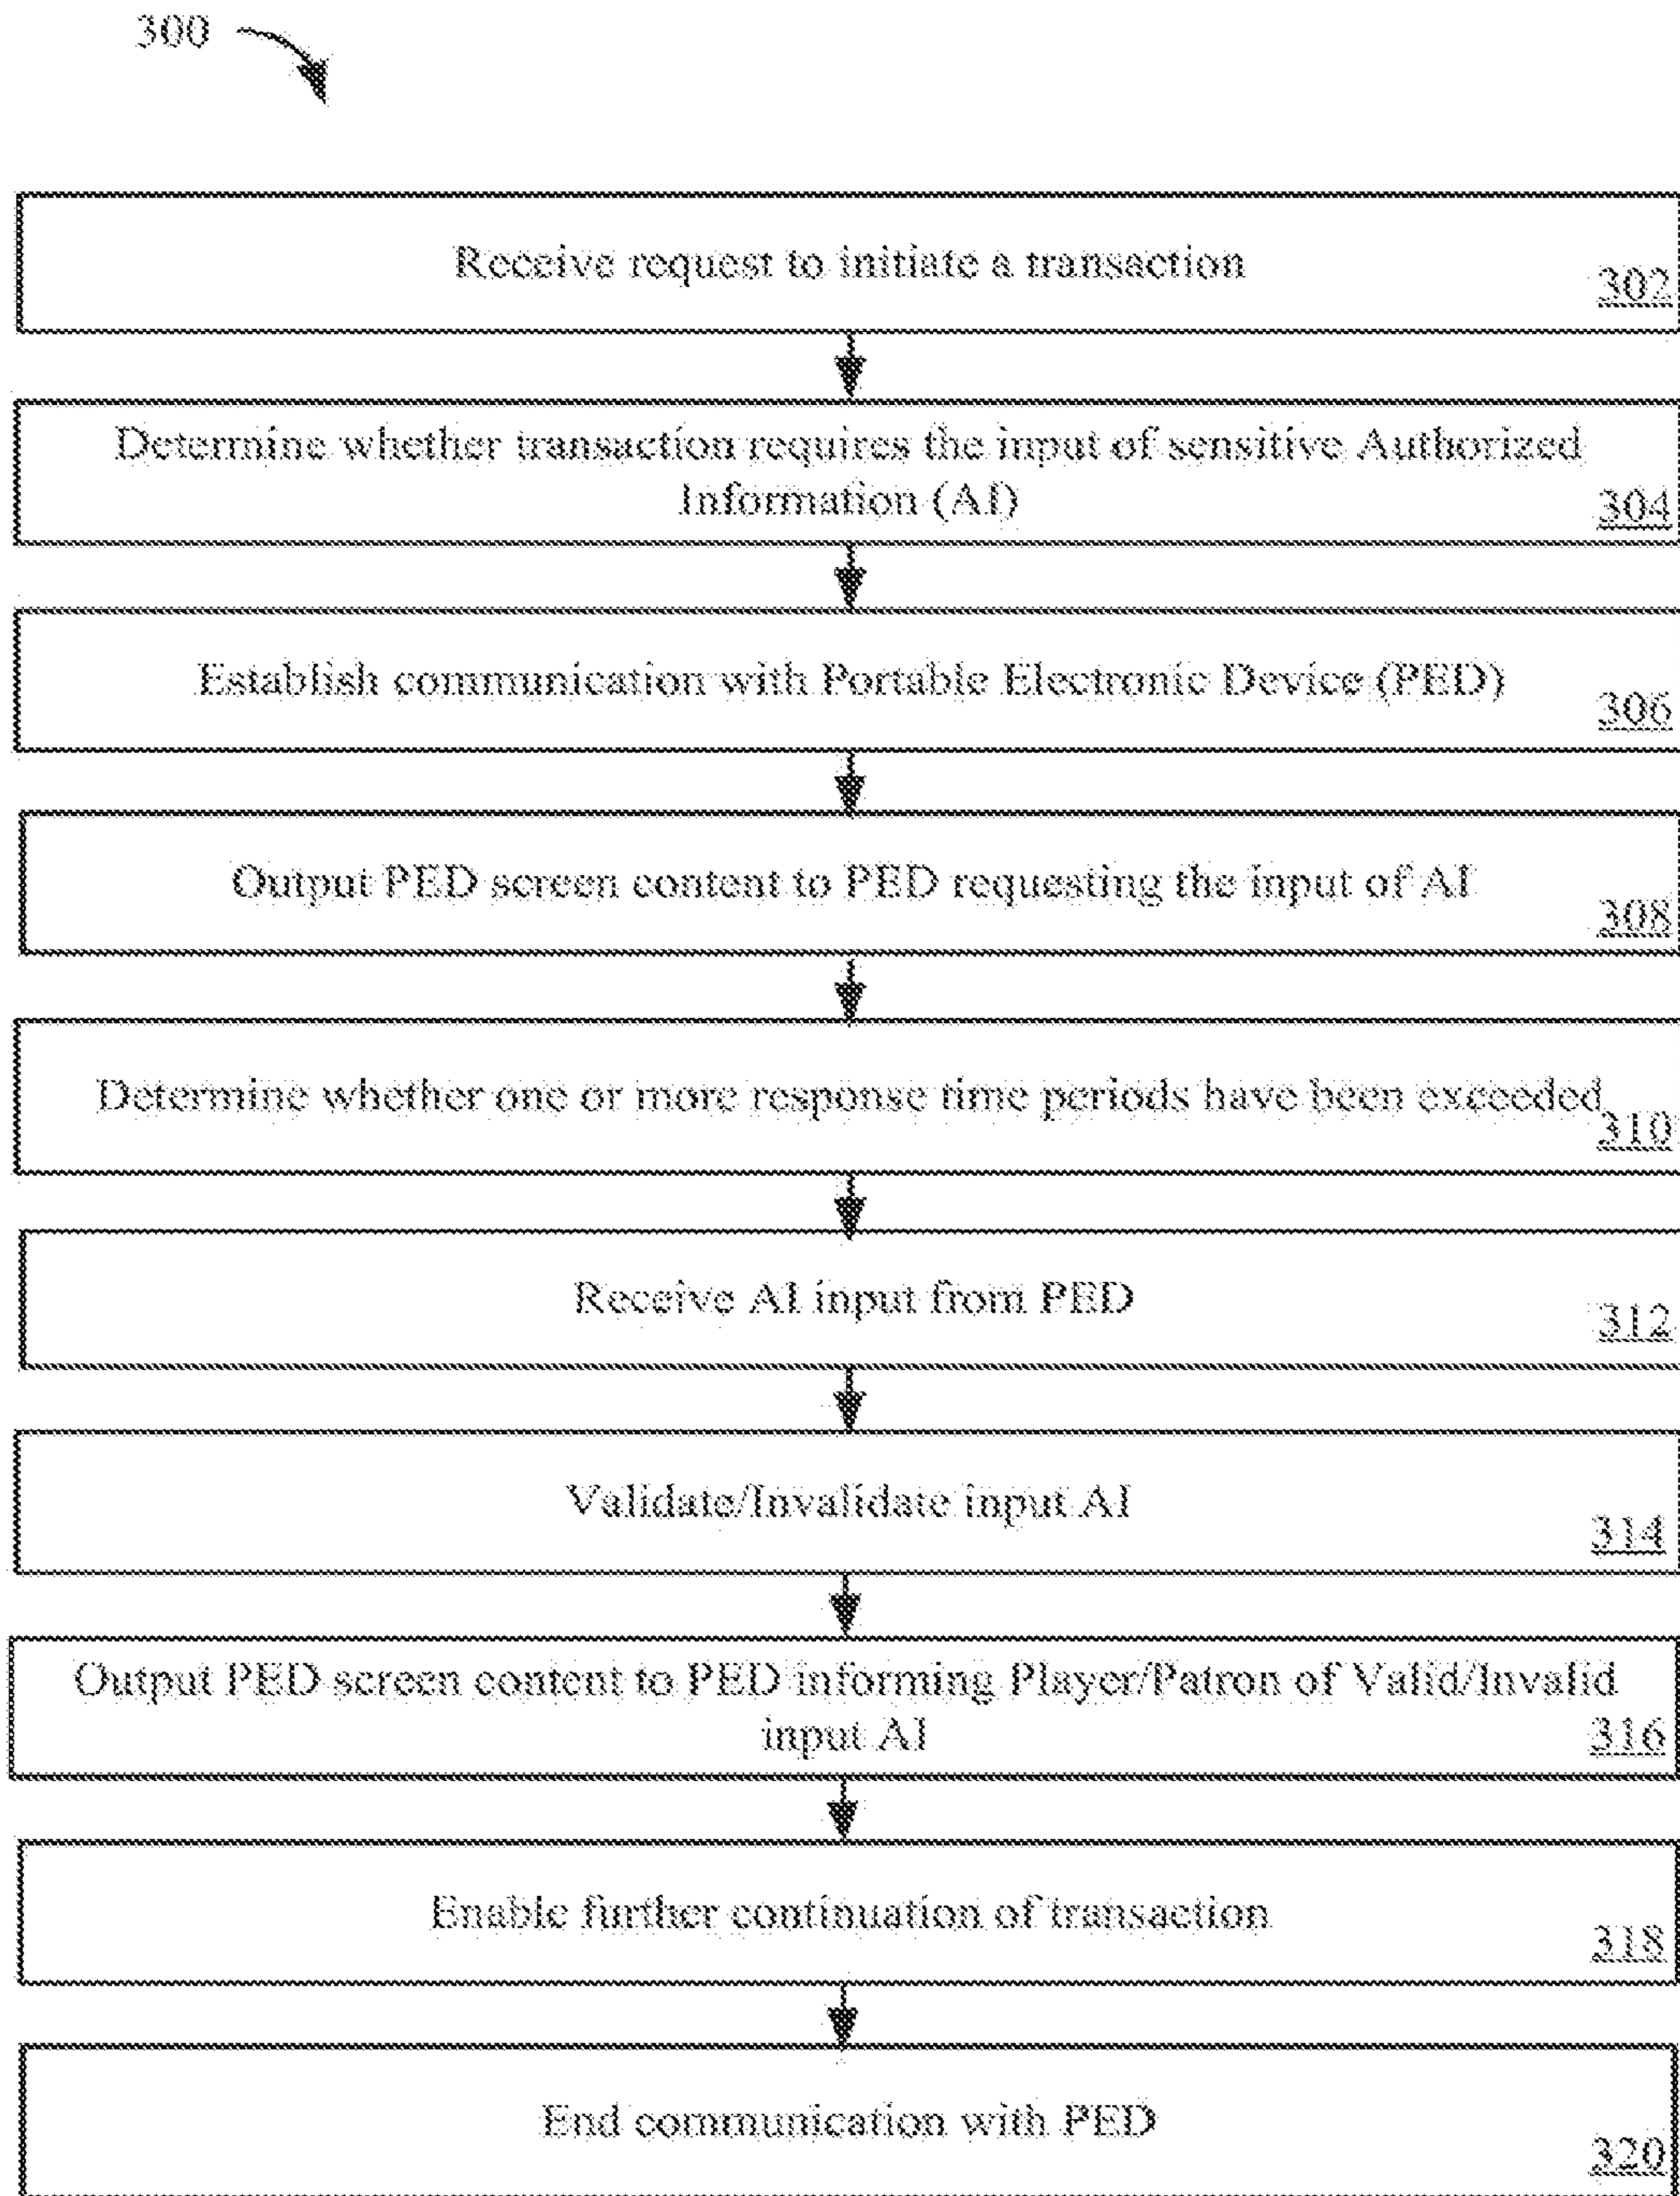 300
Receive request to initiate a transaction
302
Determine whether transaction requires the input of sensitive Authorized
Information (AI)
304
Establish communication with Portable Electronic Device (PED)
306
Output PED screen content to PED requesting the input of AI
308
Determine whether one or more response time periods have been exceeded
310
Receive AI input from PED
312
Validate/Invalidate input AI
314
Output PED screen content to PED informing Player/Patron of Valid/Invalid
input AI
316
Enable further continuation of transaction
318
End communication with PED
320